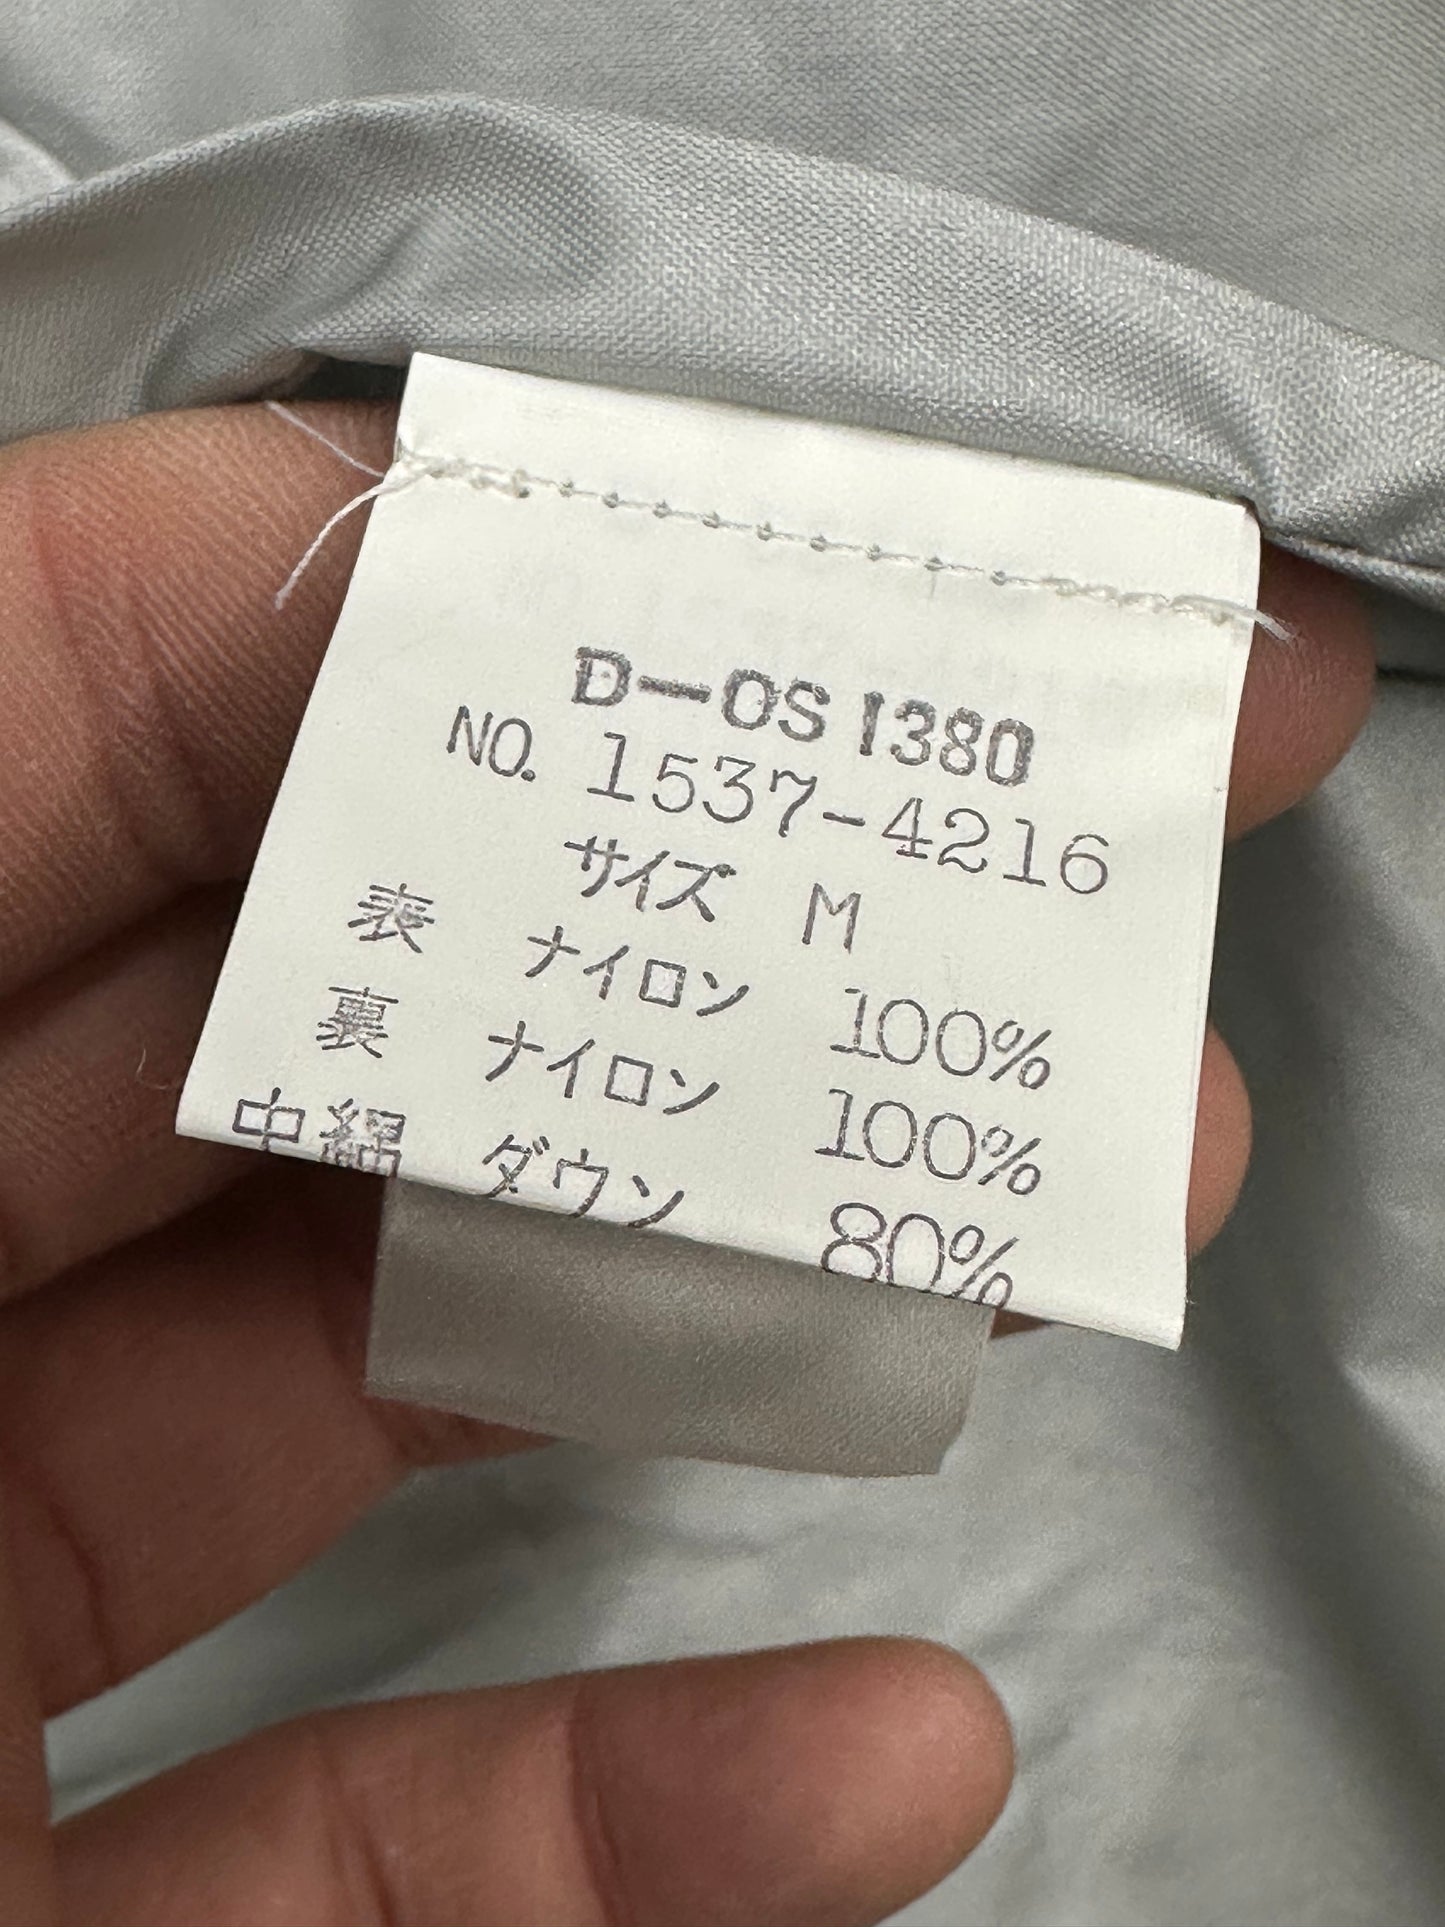 D-OS 1380
NO. 1537-4216
サイズ M
表 ナイロン 100%
裏 ナイロン 100%
中綿 ダウン 80%